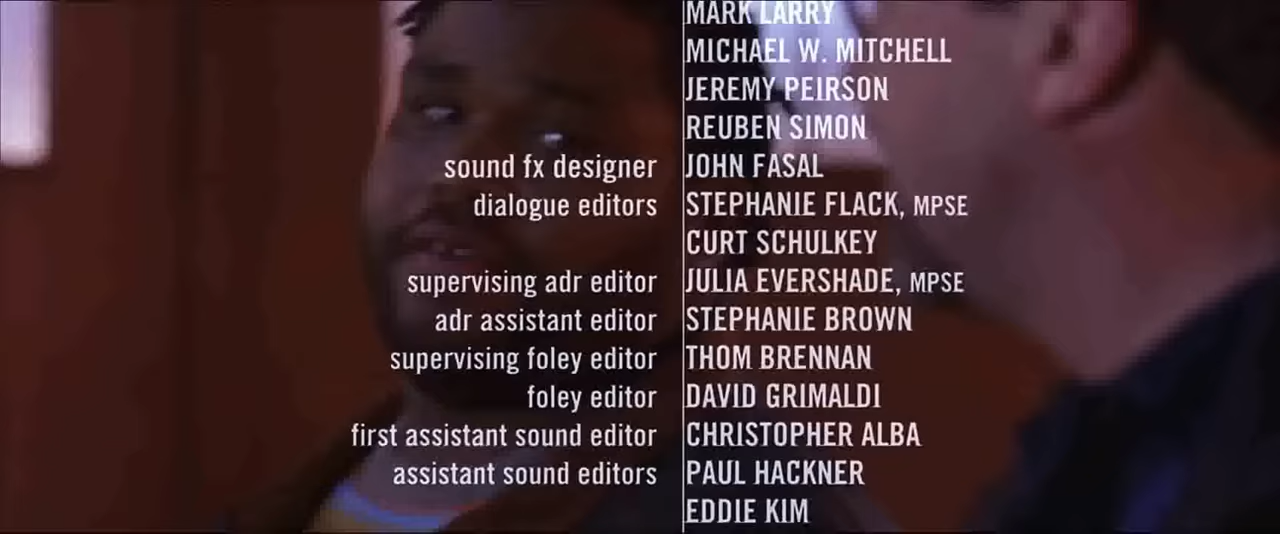 MARK LARRY
MICHAEL W. MITCHELL
JEREMY PEIRSON
REUBEN SIMON
sound fx designer JOHN FASAL
dialogue editors STEPHANIE FLACK, MPSE
CURT SCHULKEY
supervising adr editor JULIA EVERSHADE, MPSE
adr assistant editor STEPHANIE BROWN
supervising foley editor THOM BRENNAN
foley editor DAVID GRIMALDI
first assistant sound editor CHRISTOPHER ALBA
assistant sound editors PAUL HACKNER
EDDIE KIM